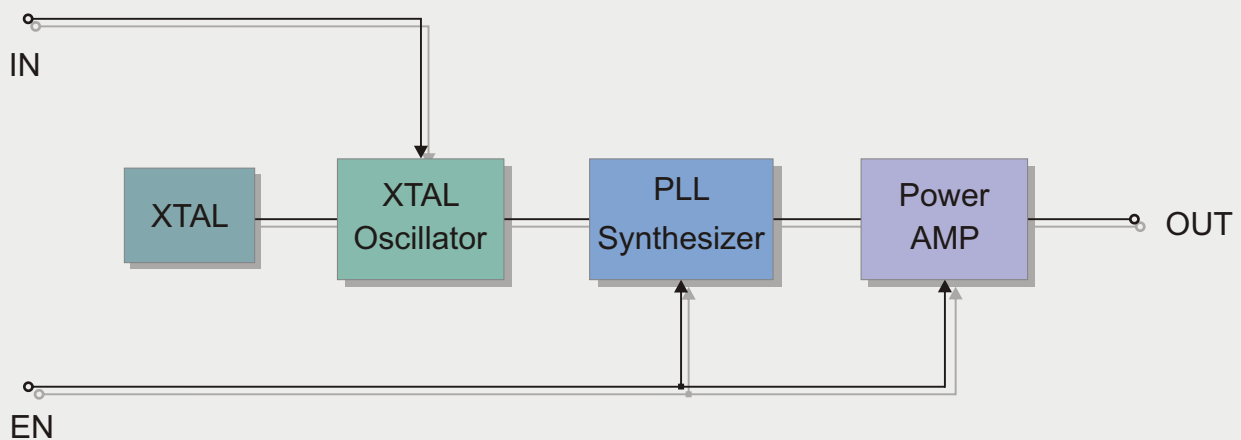 IN
XTAL
XTAL
Oscillator
PLL
Synthesizer
Power
AMP
OUT
EN